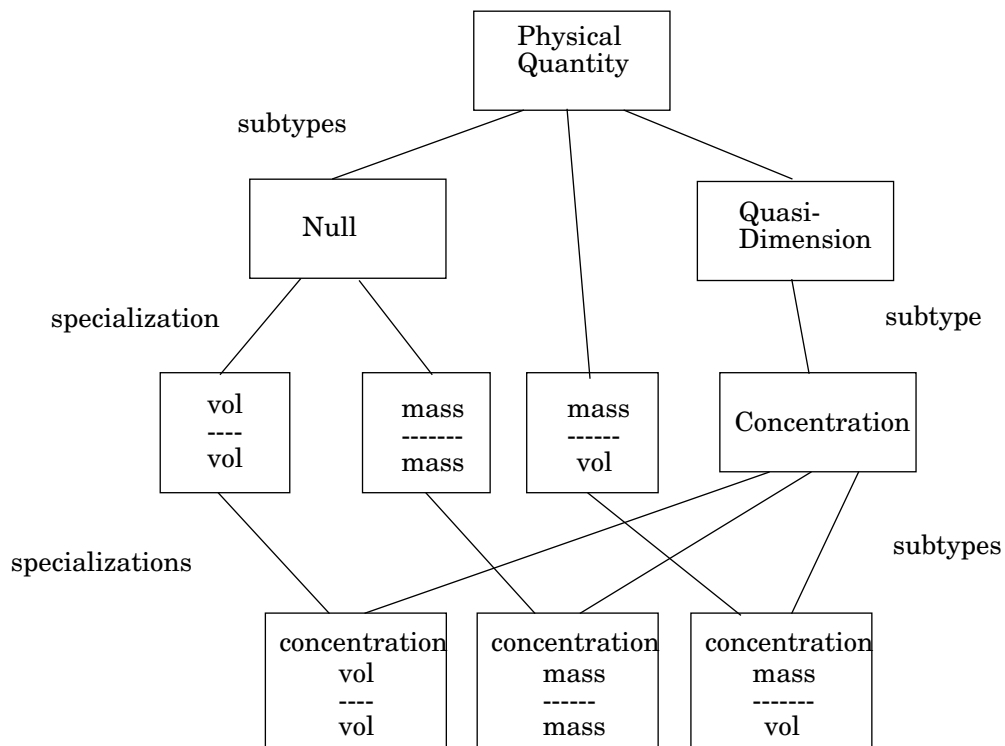 Physical
Quantity
subtypes
Null
Quasi-
Dimension
specialization
subtype
vol
----
vol
mass
-------
mass
mass
------
vol
Concentration
specializations
subtypes
concentration
vol
----
vol
concentration
mass
------
mass
concentration
mass
-------
vol